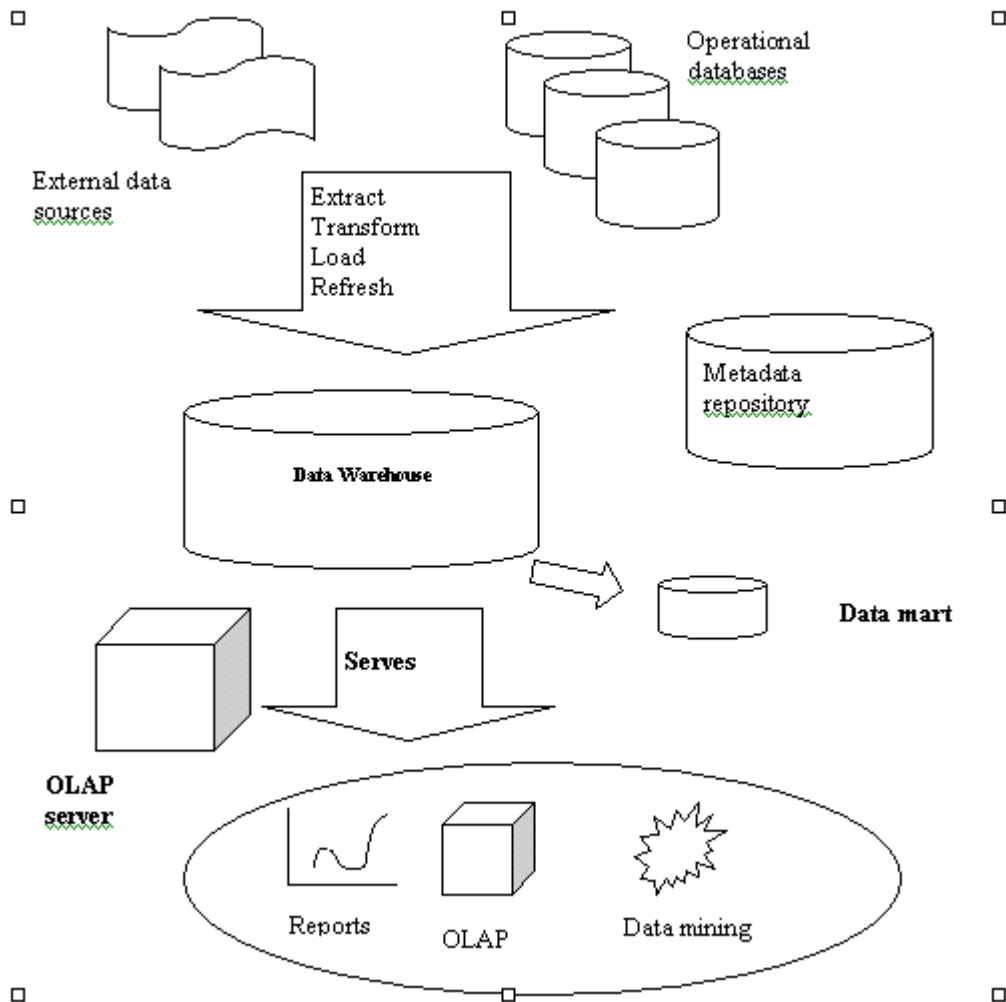 Operational
databases
External data
sources
Extract
Transform
Load
Refresh
Metadata
repository
Data Warehouse
Data mart
Serves
OLAP
server
Reports
OLAP
Data mining